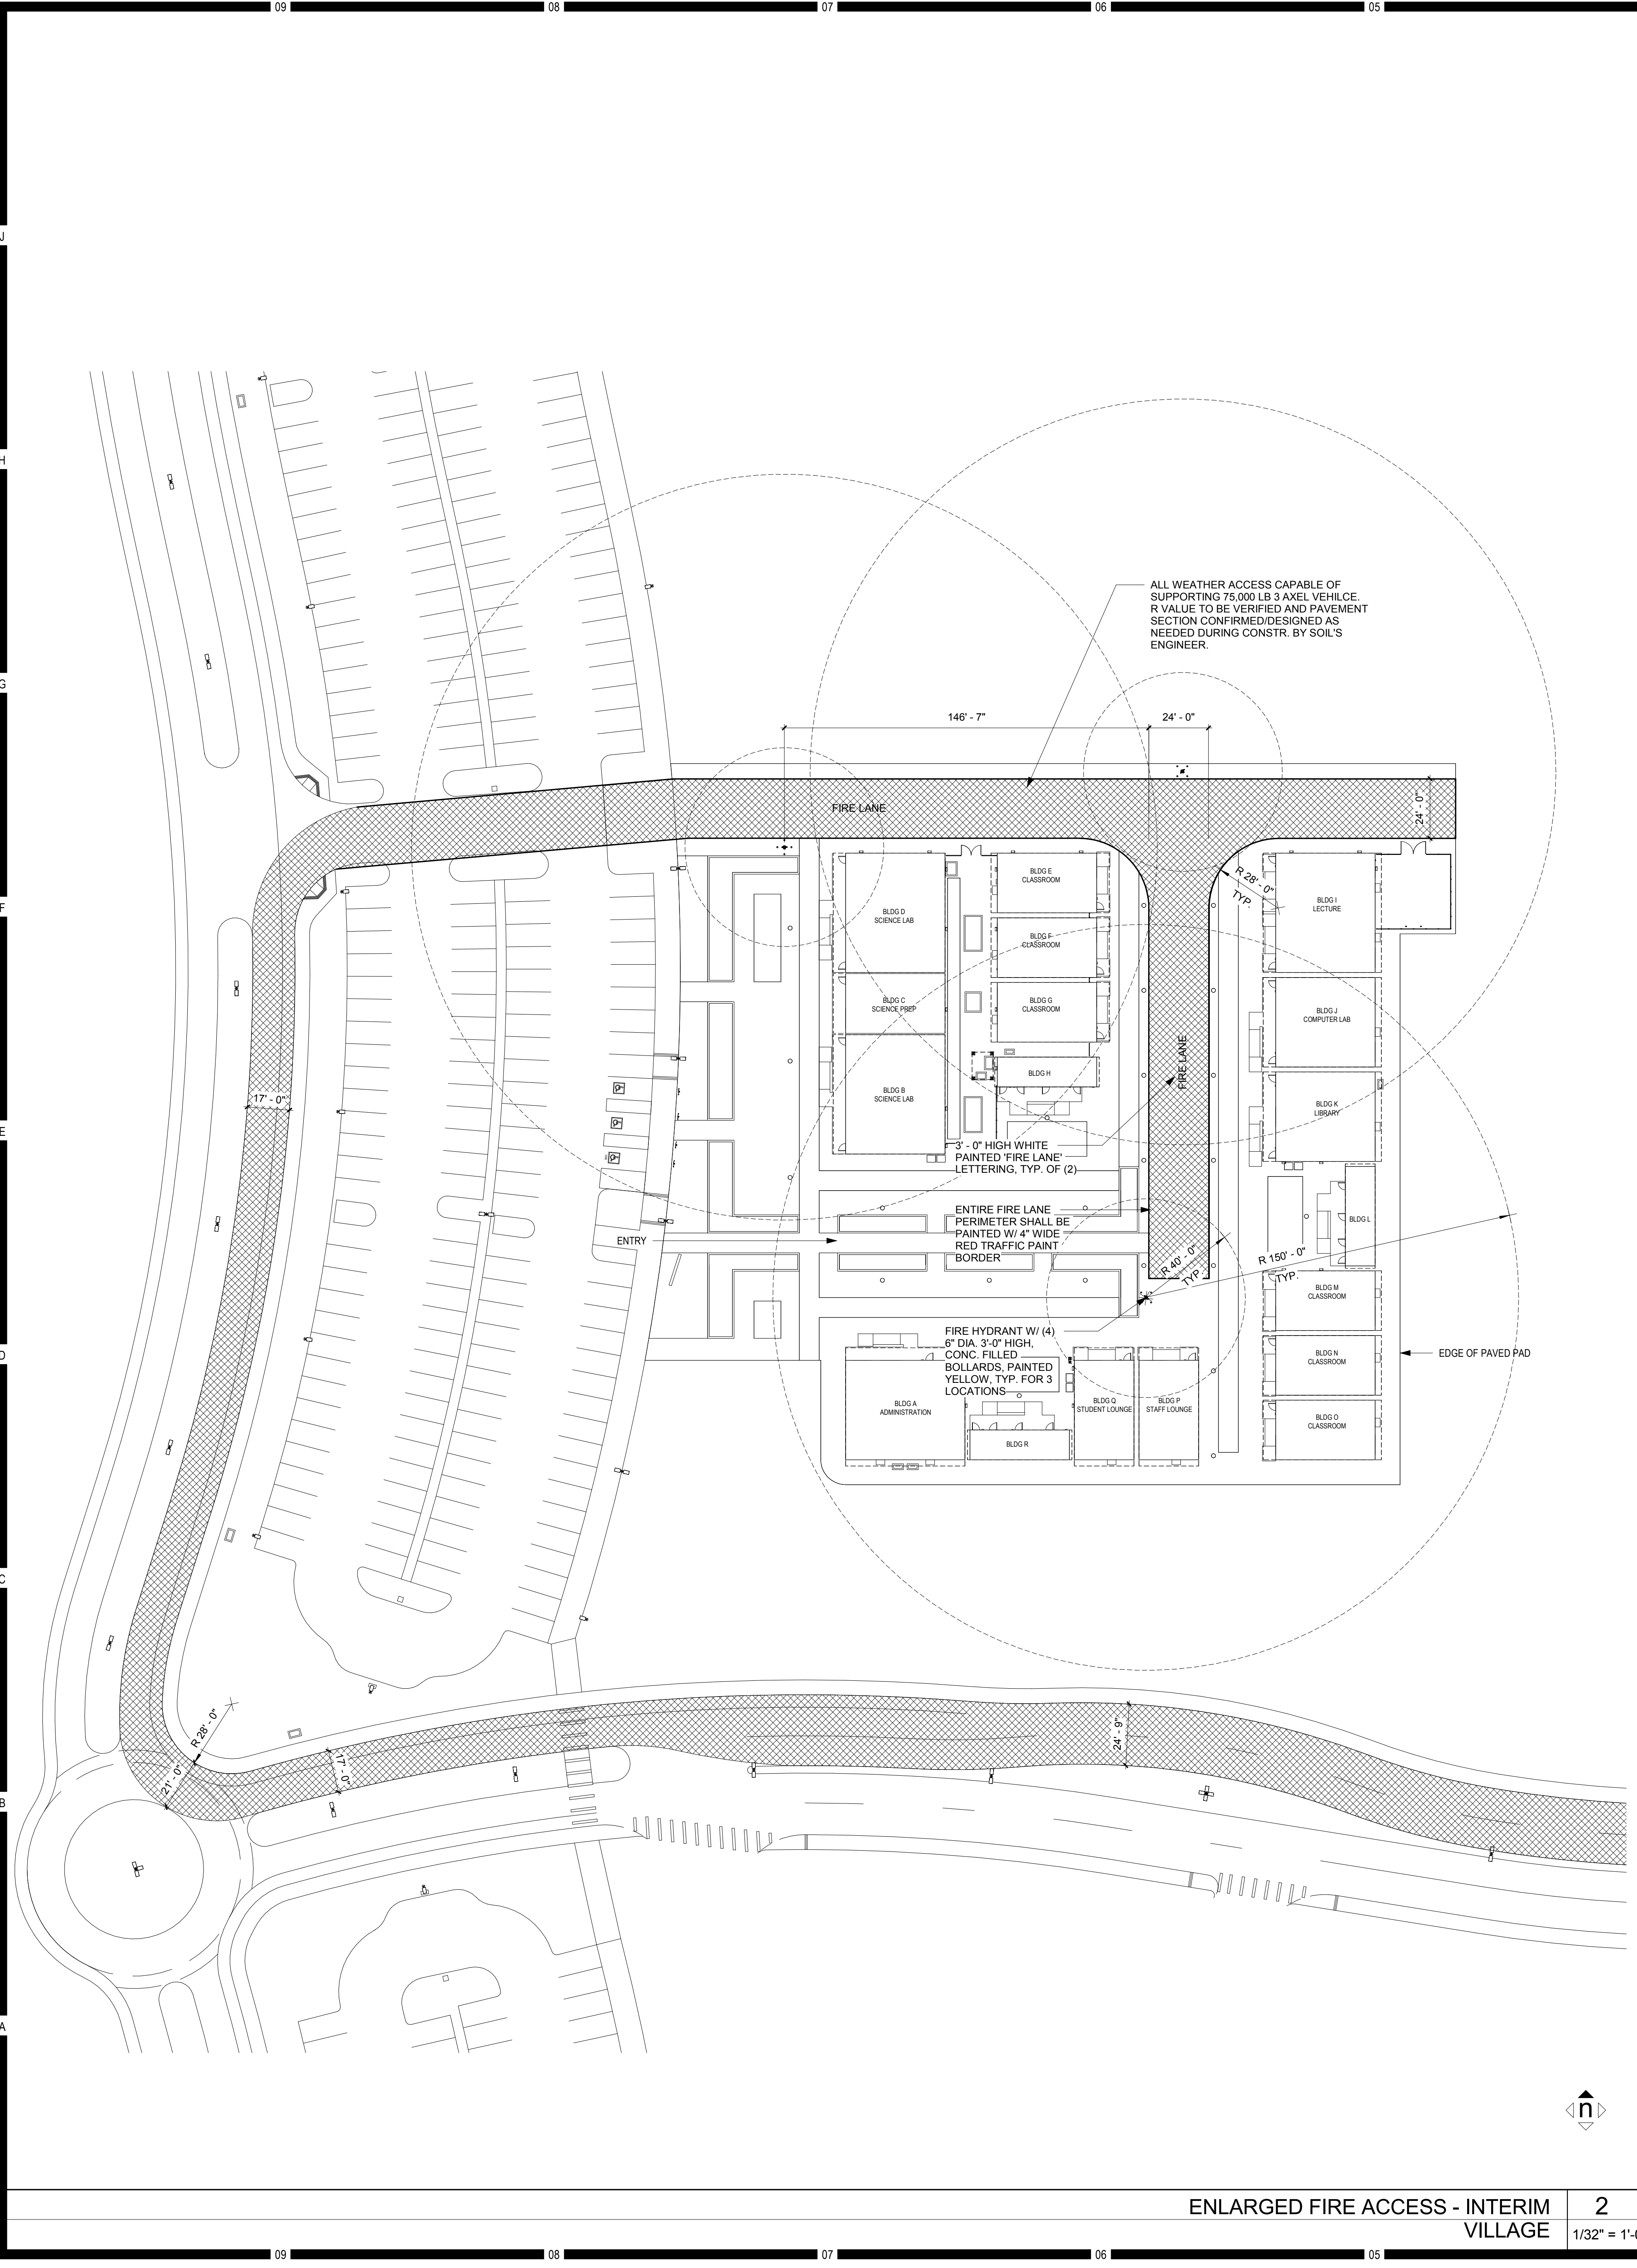 09 08 07 06 05
J
H
G
F
E
D
C
B
A
ALL WEATHER ACCESS CAPABLE OF
SUPPORTING 75,000 LB 3 AXEL VEHILCE.
R VALUE TO BE VERIFIED AND PAVEMENT
SECTION CONFIRMED/DESIGNED AS
NEEDED DURING CONSTR. BY SOIL'S
ENGINEER.
146' - 7"
24' - 0"
FIRE LANE
24' - 0"
BLDG E
CLASSROOM
R 28' - 0"
TYP.
BLDG I
LECTURE
BLDG D
SCIENCE LAB
BLDG F
CLASSROOM
BLDG C
SCIENCE PREP
BLDG G
CLASSROOM
BLDG J
COMPUTER LAB
FIRE LANE
BLDG H
BLDG B
SCIENCE LAB
BLDG K
LIBRARY
17' - 0"
3' - 0" HIGH WHITE
PAINTED 'FIRE LANE'
LETTERING, TYP. OF (2)
ENTIRE FIRE LANE
PERIMETER SHALL BE
PAINTED W/ 4" WIDE
RED TRAFFIC PAINT
BORDER
ENTRY
BLDG L
R 40' - 0"
TYP.
R 150' - 0"
TYP.
BLDG M
CLASSROOM
FIRE HYDRANT W/ (4)
6" DIA. 3'-0" HIGH,
CONC. FILLED
BOLLARDS, PAINTED
YELLOW, TYP. FOR 3
LOCATIONS
BLDG N
CLASSROOM
EDGE OF PAVED PAD
BLDG A
ADMINISTRATION
BLDG Q
STUDENT LOUNGE
BLDG P
STAFF LOUNGE
BLDG O
CLASSROOM
BLDG R
R 28' - 0"
21' - 0"
17' - 0"
24' - 9"
n
ENLARGED FIRE ACCESS - INTERIM
VILLAGE
2
1/32" = 1'-0
09 08 07 06 05